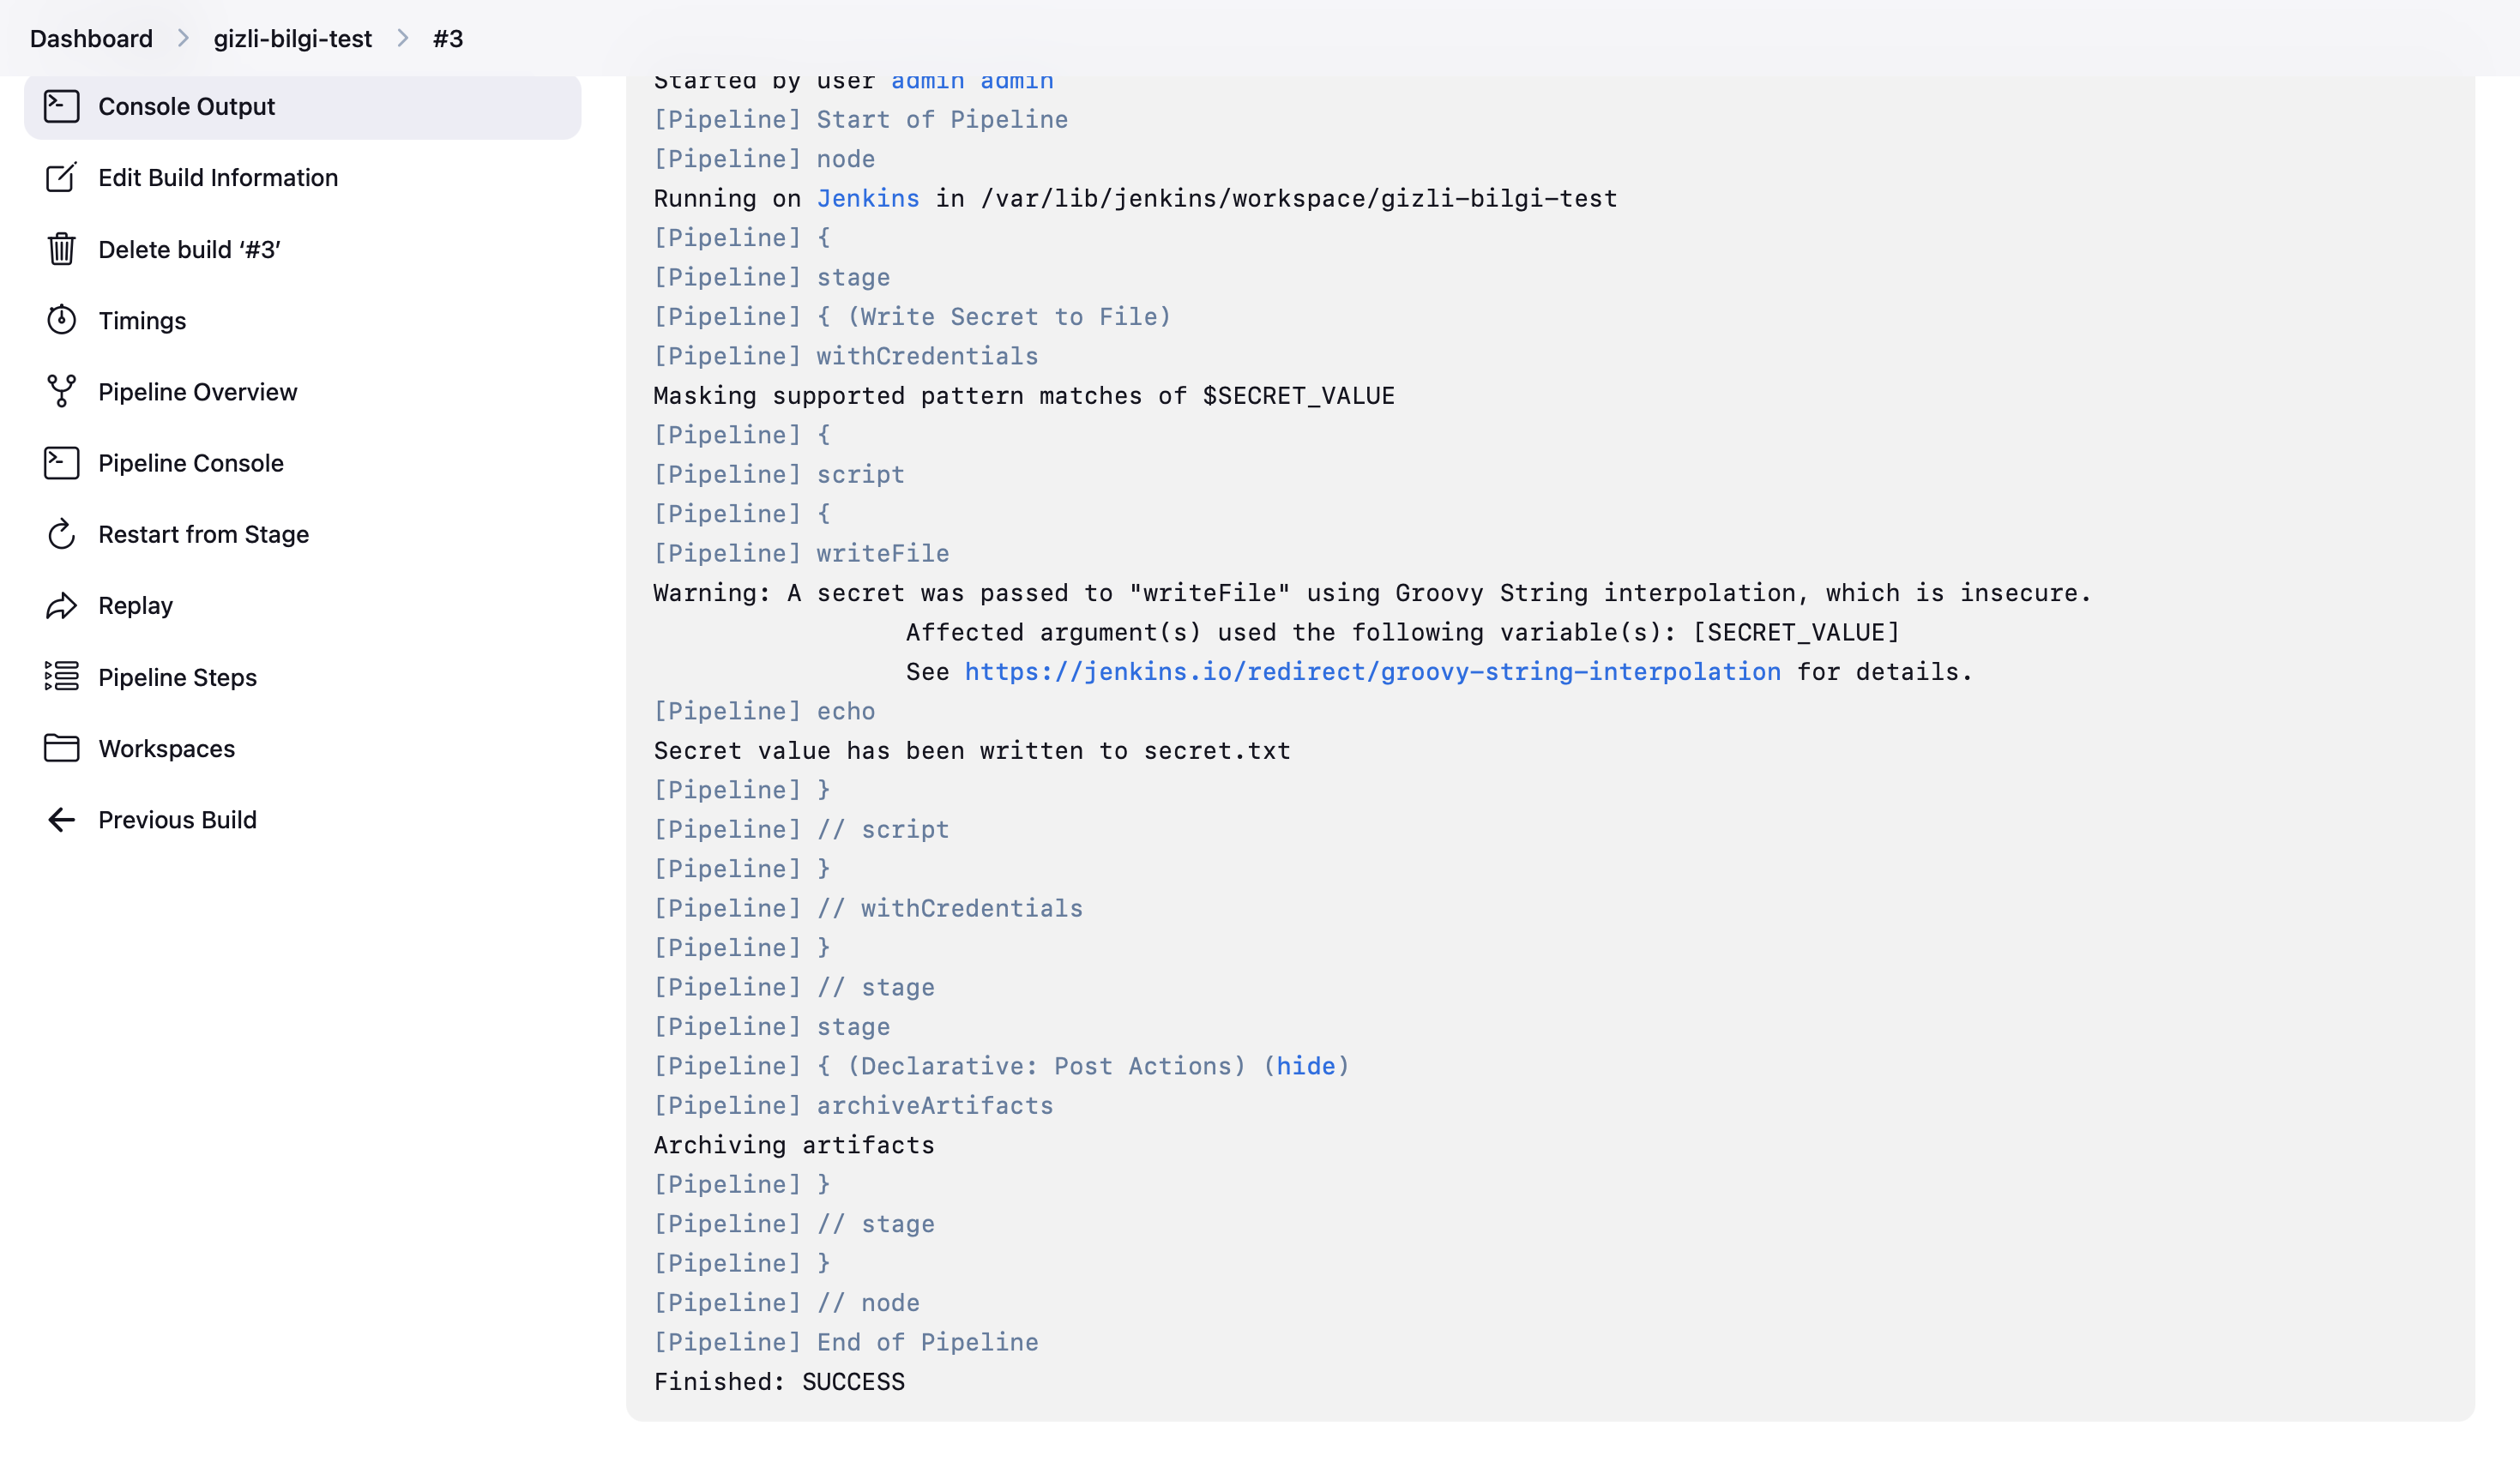 Dashboard > gizli-bilgi-test > #3
Console Output
Edit Build Information
Delete build ‘#3’
Timings
Pipeline Overview
Pipeline Console
Restart from Stage
Replay
Pipeline Steps
Workspaces
Previous Build
Started by user admin admin
[Pipeline] Start of Pipeline
[Pipeline] node
Running on Jenkins in /var/lib/jenkins/workspace/gizli-bilgi-test
[Pipeline] {
[Pipeline] stage
[Pipeline] { (Write Secret to File)
[Pipeline] withCredentials
Masking supported pattern matches of $SECRET_VALUE
[Pipeline] {
[Pipeline] script
[Pipeline] {
[Pipeline] writeFile
Warning: A secret was passed to "writeFile" using Groovy String interpolation, which is insecure.
Affected argument(s) used the following variable(s): [SECRET_VALUE]
See https://jenkins.io/redirect/groovy-string-interpolation for details.
[Pipeline] echo
Secret value has been written to secret.txt
[Pipeline] }
[Pipeline] // script
[Pipeline] }
[Pipeline] // withCredentials
[Pipeline] }
[Pipeline] // stage
[Pipeline] stage
[Pipeline] { (Declarative: Post Actions) (hide)
[Pipeline] archiveArtifacts
Archiving artifacts
[Pipeline] }
[Pipeline] // stage
[Pipeline] }
[Pipeline] // node
[Pipeline] End of Pipeline
Finished: SUCCESS